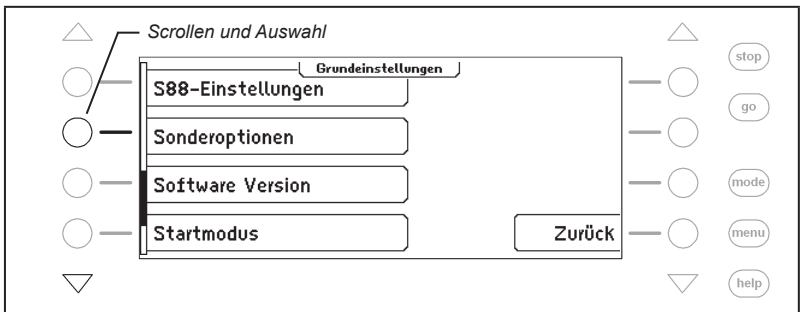 Scrollen und Auswahl
Grundeinstellungen
S88-Einstellungen
Sonderoptionen
Software Version
Startmodus
Zurück
stop
go
mode
menu
help